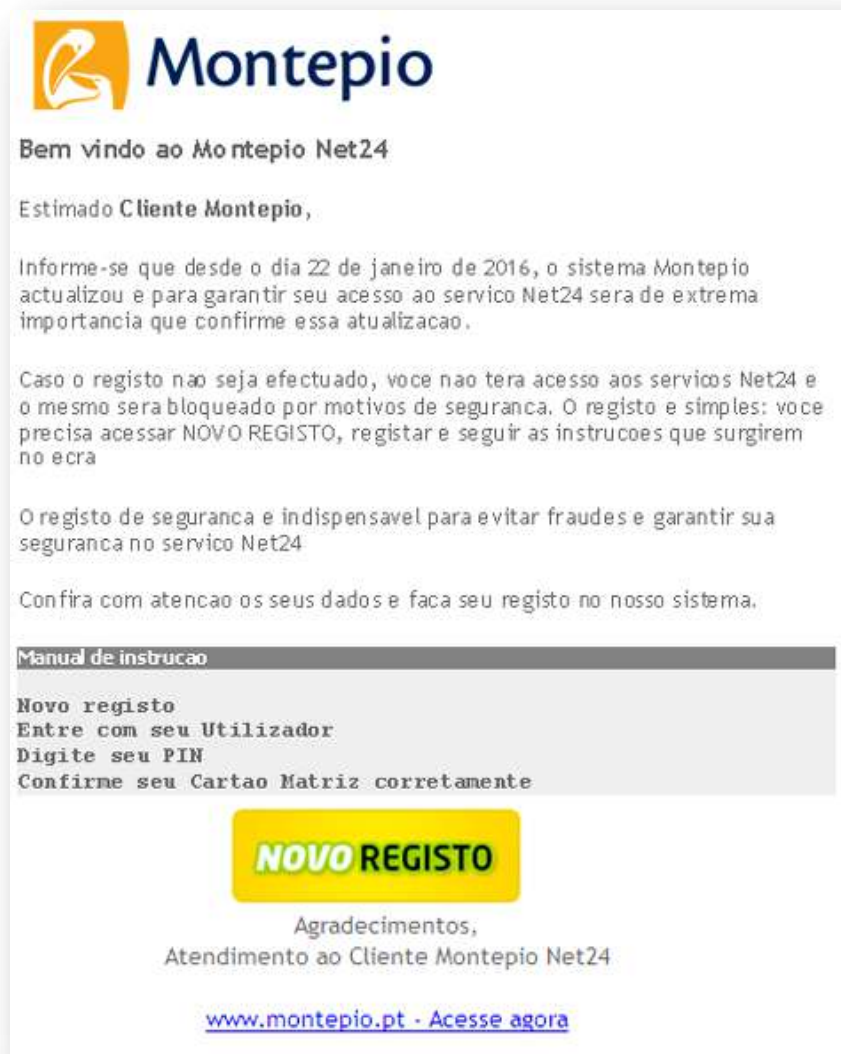 Montepio
Bem vindo ao Montepio Net24
Estimado Cliente Montepio,
Informe-se que desde o dia 22 de janeiro de 2016, o sistema Montepio
actualizou e para garantir seu acesso ao servico Net24 sera de extrema
importancia que confirme essa atualizacao.
Caso o registo nao seja efectuado, voce nao tera acesso aos servicos Net24 e
o mesmo sera bloqueado por motivos de seguranca. O registo e simples: voce
precisa acessar NOVO REGISTO, registar e seguir as instrucoes que surgirem
no ecra
O registo de seguranca e indispensavel para evitar fraudes e garantir sua
seguranca no servico Net24
Confira com atencao os seus dados e faca seu registo no nosso sistema.
Manual de instrucao
Novo registo
Entre com seu Utilizador
Digite seu PIN
Confirme seu Cartao Matriz corretamente
NOVO REGISTO
Agradecimentos,
Atendimento ao Cliente Montepio Net24
www.montepio.pt - Acesse agora